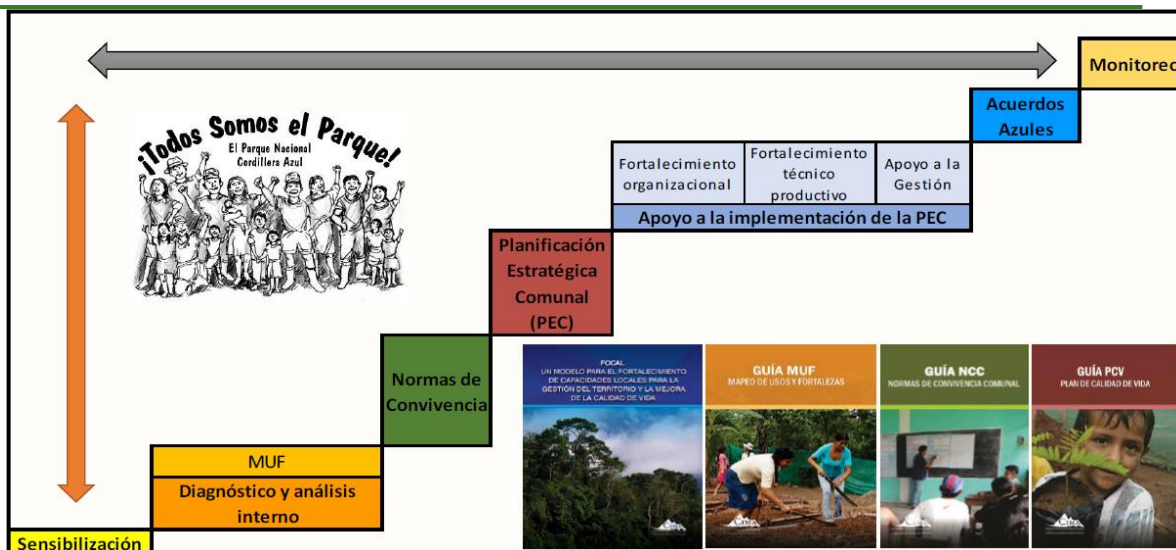 Monitoreo
Acuerdos
Azules
¡Todos Somos el Parque!
El Parque Nacional
Cordillera Azul
Fortalecimiento
organizacional
Fortalecimiento
técnico
productivo
Apoyo a la
Gestión
Apoyo a la implementación de la PEC
Planificación
Estratégica
Comunal
(PEC)
Normas de
Convivencia
FOCAL
UN MODELO PARA EL FORTALECIMIENTO
DE CAPACIDADES LOCALES PARA LA
GESTIÓN DEL TERRITORIO Y LA MEJORA
DE LA CALIDAD DE VIDA
GUÍA MUF
MAPEO DE USOS Y FORTALEZAS
GUÍA NCC
NORMAS DE CONVIVENCIA COMUNAL
GUÍA PCV
PLAN DE CALIDAD DE VIDA
MUF
Diagnóstico y análisis
interno
Sensibilización